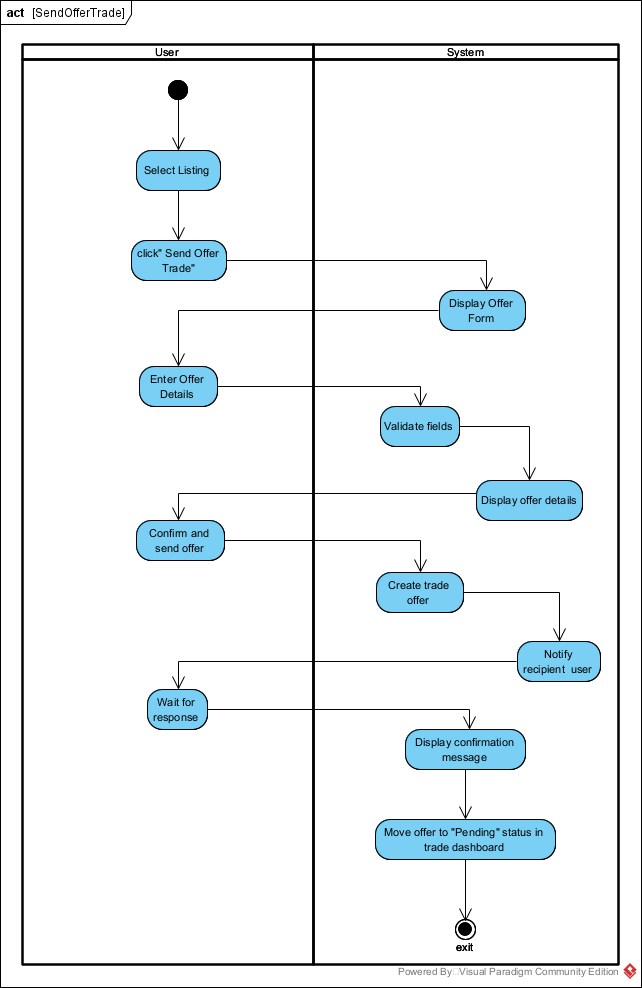 act [SendOfferTrade]
User
System
Select Listing
click" Send Offer
Trade"
Display Offer
Form
Enter Offer
Details
Validate fields
Display offer details
Confirm and
send offer
Create trade
offer
Notify
recipient user
Wait for
response
Display confirmation
message
Move offer to "Pending" status in
trade dashboard
exit
Powered By Visual Paradigm Community Edition